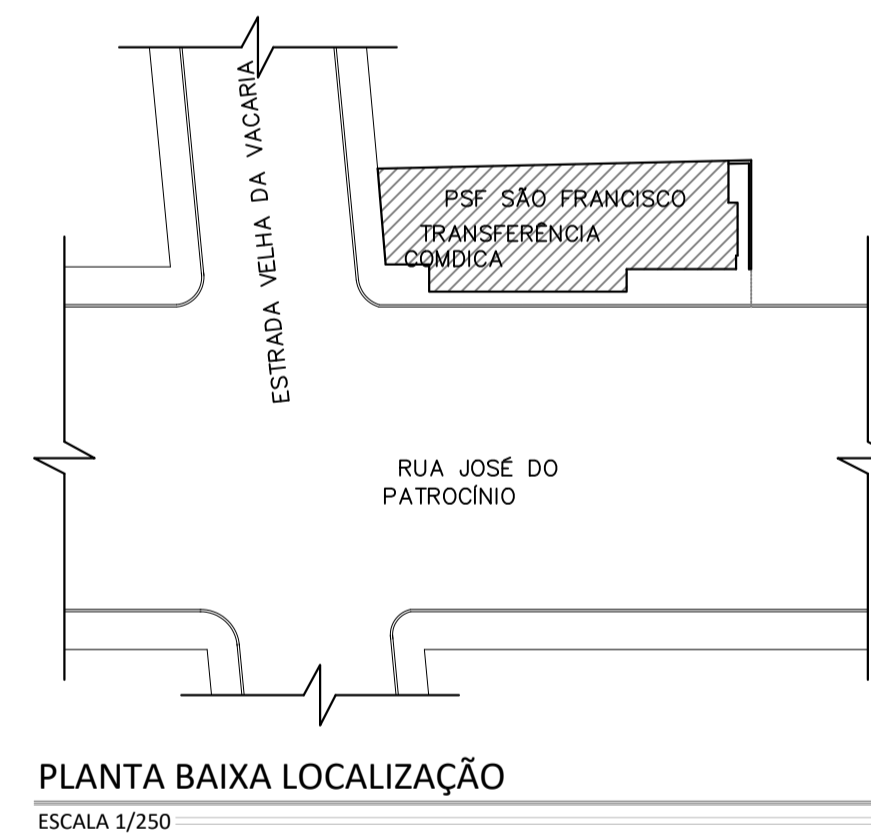 ESTRADA VELHA DA VACARIA
PSF SÃO FRANCISCO
TRANSFERÊNCIA
COMDICA
RUA JOSÉ DO
PATROCÍNIO
PLANTA BAIXA LOCALIZAÇÃO
ESCALA 1/250